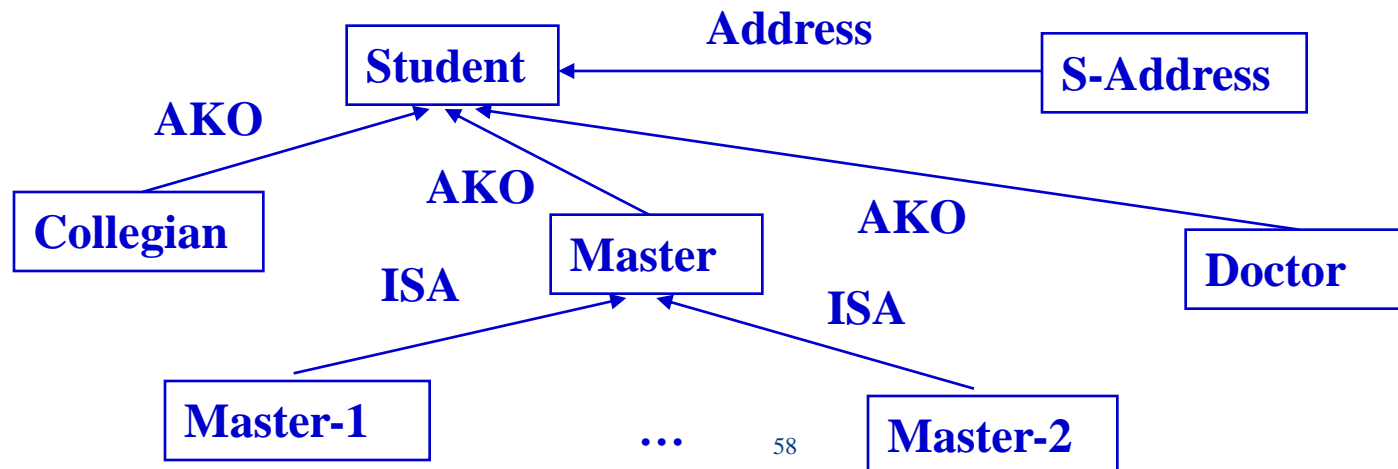 Address
Student
S-Address
AKO
AKO
AKO
Collegian
Master
Doctor
ISA
ISA
Master-1
...
58
Master-2